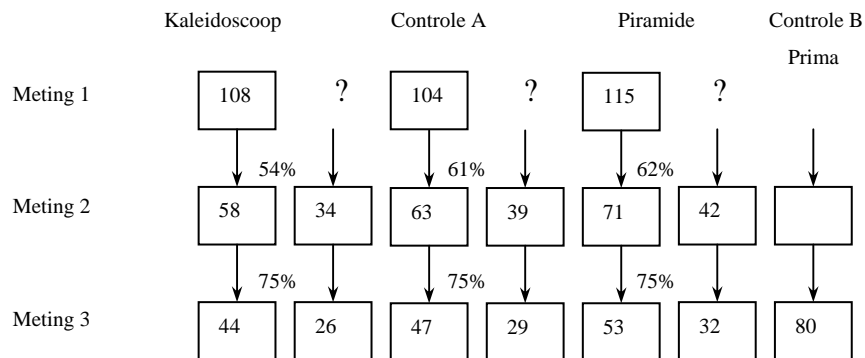 Kaleidoscoop Controle A Piramide Controle B
Prima
Meting 1 108 ? 104 ? 115 ?
54% 61% 62%
Meting 2 58 34 63 39 71 42
75% 75% 75%
Meting 3 44 26 47 29 53 32 80